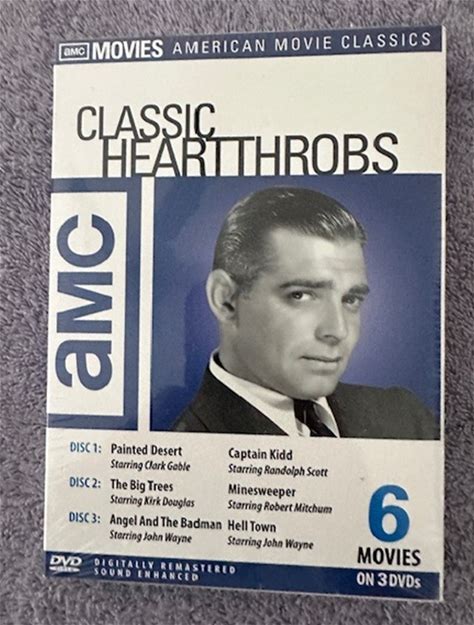 amc MOVIES AMERICAN MOVIE CLASSICS
CLASSIC
HEARTTHROBS
amc
DISC 1: Painted Desert Captain Kidd
Starring Clark Gable Starring Randolph Scott
DISC 2: The Big Trees Minesweeper
Starring Kirk Douglas Starring Robert Mitchum
DISC 3: Angel And The Badman Hell Town
Starring John Wayne Starring John Wayne
6
MOVIES
ON 3 DVDs
DVD DIGITALLY REMASTERED
SOUND ENHANCED